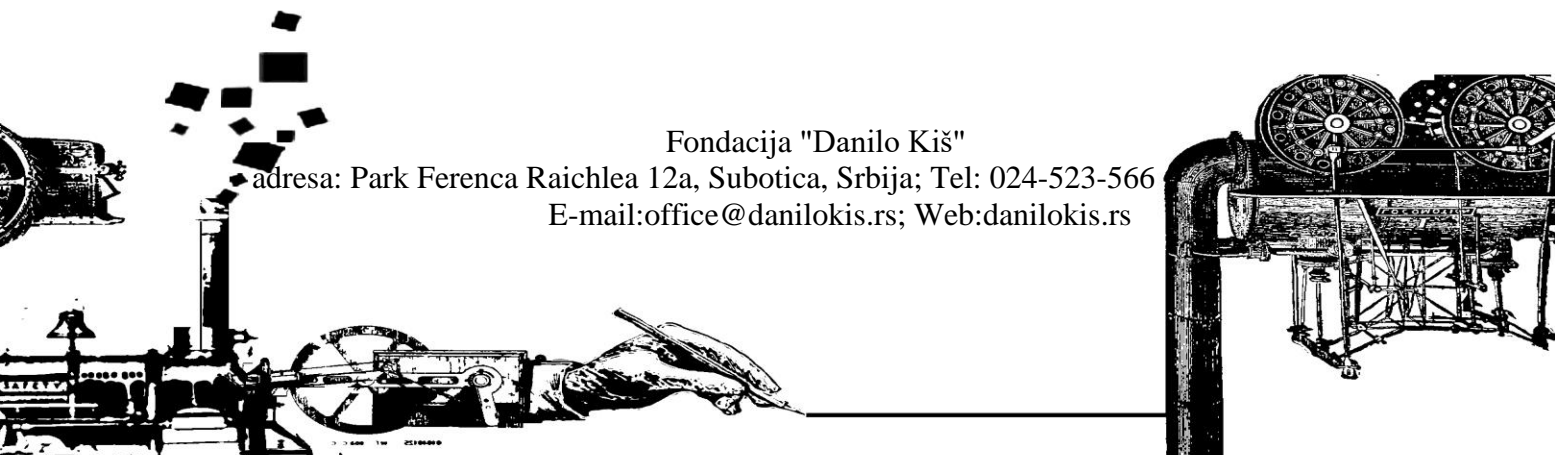 Fondacija "Danilo Kiš"
adresa: Park Ferenca Raichlea 12a, Subotica, Srbija; Tel: 024-523-566
E-mail:office@danilokis.rs; Web:danilokis.rs
SAFETY